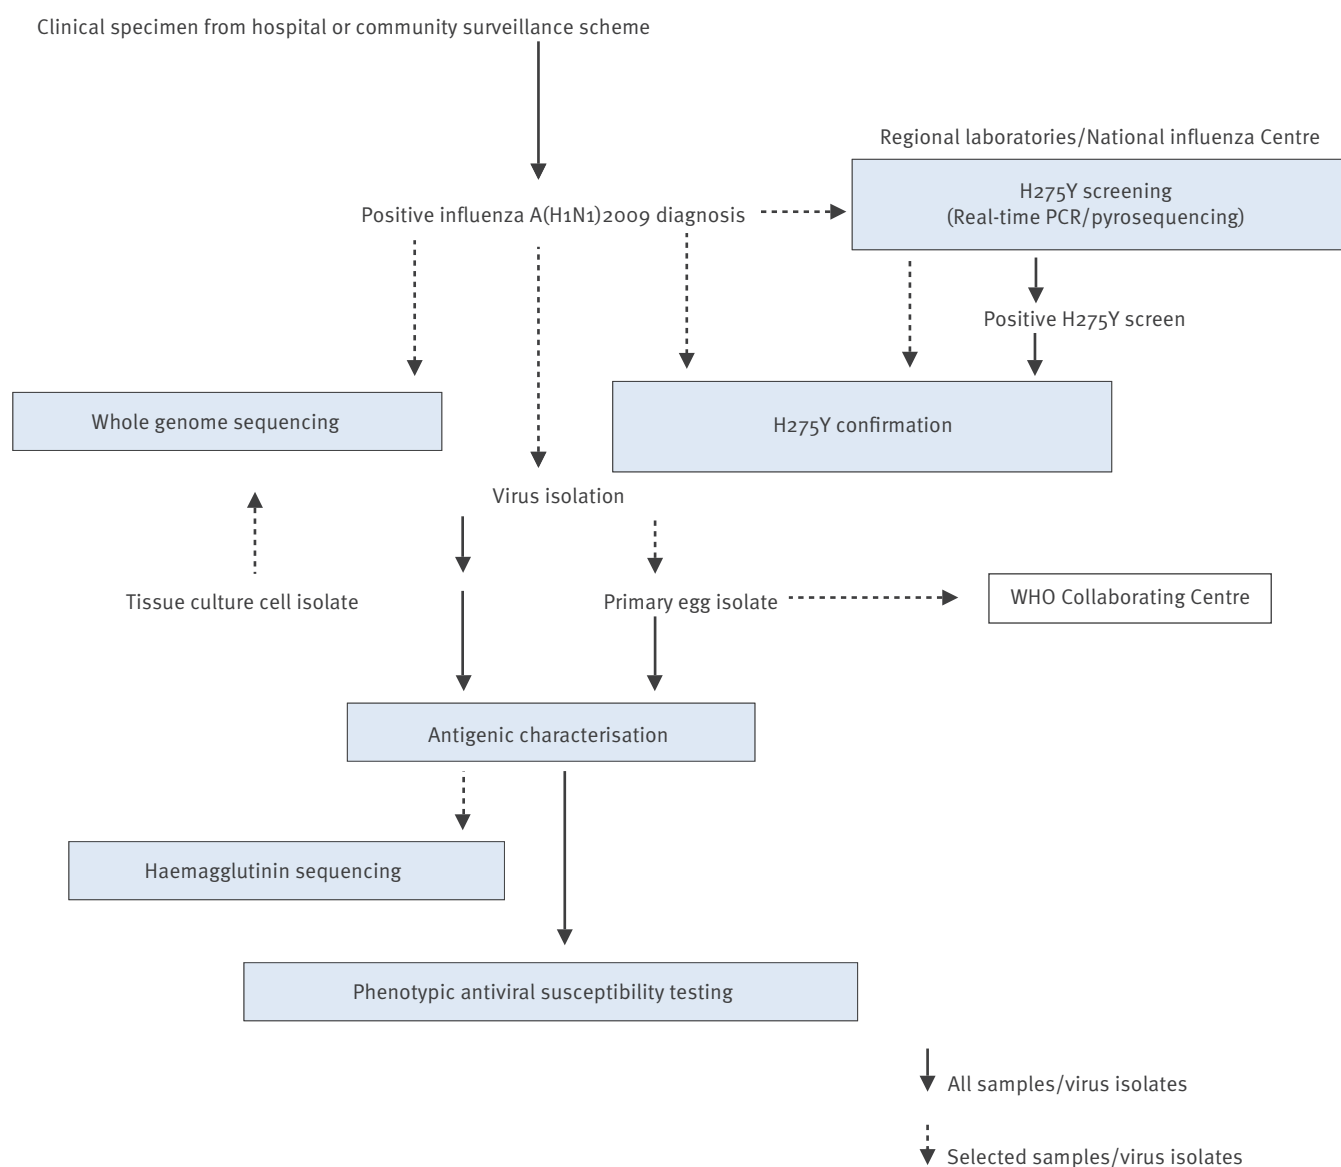 Clinical specimen from hospital or community surveillance scheme
Regional laboratories/National influenza Centre
H275Y screening
(Real-time PCR/pyrosequencing)
Positive influenza A(H1N1)2009 diagnosis
Positive H275Y screen
Whole genome sequencing
H275Y confirmation
Virus isolation
Tissue culture cell isolate
Primary egg isolate
WHO Collaborating Centre
Antigenic characterisation
Haemagglutinin sequencing
Phenotypic antiviral susceptibility testing
All samples/virus isolates
Selected samples/virus isolates